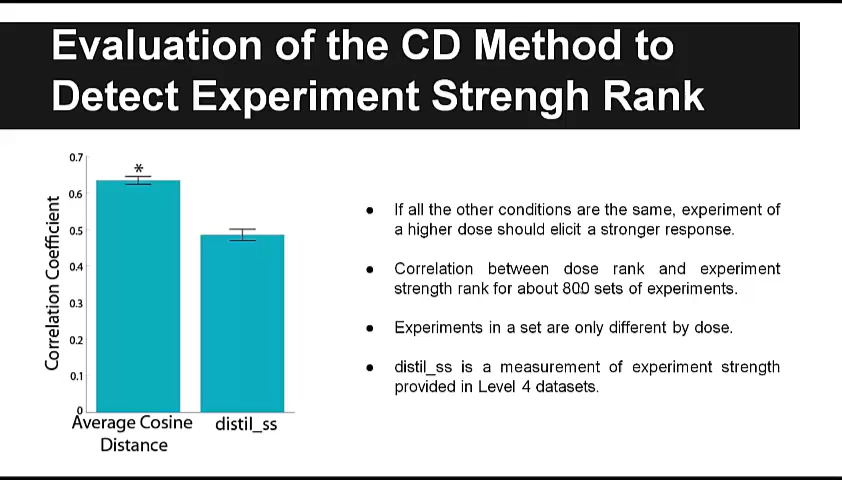 Evaluation of the CD Method to
Detect Experiment Strengh Rank
0.7
0.6
0.5
0.4
0.3
0.2
0.1
0
Correlation Coefficient
*
Average Cosine
Distance
distil_ss
● If all the other conditions are the same, experiment of
a higher dose should elicit a stronger response.
● Correlation between dose rank and experiment
strength rank for about 800 sets of experiments.
● Experiments in a set are only different by dose.
● distil_ss is a measurement of experiment strength
provided in Level 4 datasets.